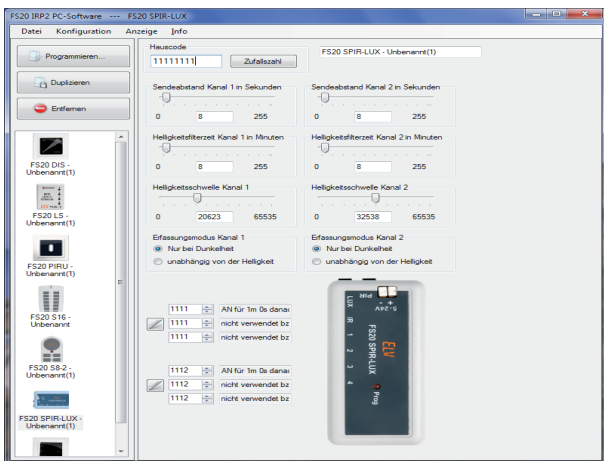 FS20 IRP2 PC-Software --- FS20 SPIR-LUX
Datei Konfiguration Anzeige Info
Programmieren...
Duplizieren
Entfernen
FS20 DIS -
Unbenannt(1)
FS20 LS -
Unbenannt(1)
FS20 PIRU -
Unbenannt(1)
FS20 S16 -
Unbenannt
FS20 S8-2 -
Unbenannt(1)
FS20 SPIR-LUX -
Unbenannt(1)
Hauscode
11111111 Zufallszahl
FS20 SPIR-LUX - Unbenannt(1)
Sendeabstand Kanal 1 in Sekunden
0 8 255
Sendeabstand Kanal 2 in Sekunden
0 8 255
Helligkeitsfilterzeit Kanal 1 in Minuten
0 8 255
Helligkeitsfilterzeit Kanal 2 in Minuten
0 8 255
Helligkeitsschwelle Kanal 1
0 20623 65535
Helligkeitsschwelle Kanal 2
0 32538 65535
Erfassungsmodus Kanal 1
Nur bei Dunkelheit
unabhängig von der Helligkeit
Erfassungsmodus Kanal 2
Nur bei Dunkelheit
unabhängig von der Helligkeit
1111 AN für 1m 0s danac
1111 nicht verwendet bz
1111 nicht verwendet bz
1112 AN für 1m 0s danac
1112 nicht verwendet bz
1112 nicht verwendet bz
PIR
+ -
5-24V
LUX IR 1 2 3 4
FS20 SPIR-LUX
ELV
Prog